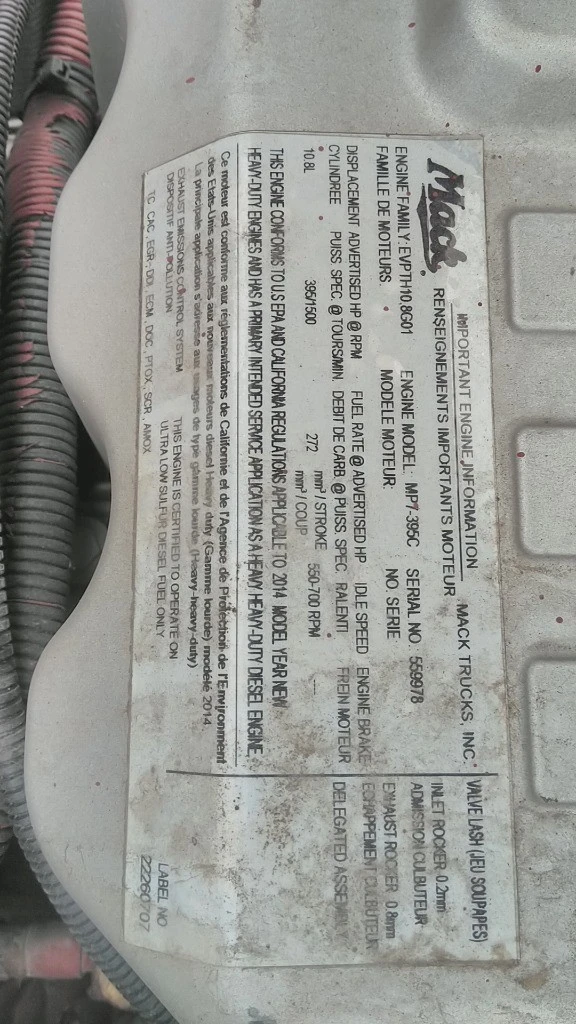 Mack
IMPORTANT ENGINE INFORMATION MACK TRUCKS, INC.
RENSEIGNEMENTS IMPORTANTS MOTEUR
ENGINE FAMILY: EVPTH10.8G01 ENGINE MODEL: MP7-395C SERIAL NO. 559978
FAMILLE DE MOTEURS. MODELE MOTEUR: NO. SERIE
DISPLACEMENT ADVERTISED HP @ RPM FUEL RATE @ ADVERTISED HP IDLE SPEED ENGINE BRAKE
CYLINDREE PUISS. SPEC. @ TOURS/MIN. DEBIT DE CARB. @ PUISS. SPEC. RALENTI FREIN MOTEUR
10.8L 395/1500 272 mm³ / STROKE 550-700 RPM ----
mm³ / COUP
THIS ENGINE CONFORMS TO U.S EPA AND CALIFORNIA REGULATIONS APPLICABLE TO 2014 MODEL YEAR NEW
HEAVY-DUTY ENGINES AND HAS A PRIMARY INTENDED SERVICE APPLICATION AS A HEAVY HEAVY-DUTY DIESEL ENGINE.
Ce moteur est conforme aux réglementations de Californie et de l'Agence de Protection de l'Environment
des Etats-Unis applicables aux nouveaux moteurs diesel Heavy duty (Gamme lourde) modelé 2014
La principale application s'adresse aux usages de type gamme lourde (Heavy-heavy-duty)
EXHAUST EMISSIONS CONTROL SYSTEM THIS ENGINE IS CERTIFIED TO OPERATE ON
DISPOSITIF ANTI-POLLUTION ULTRA LOW SULFUR DIESEL FUEL ONLY
TC, CAC, EGR, DDI, ECM, DOC, PTOX, SCR, AMOX
VALVE LASH (JEU SOUPAPES)
INLET ROCKER 0.2mm
ADMISSION CULBUTEUR
EXHAUST ROCKER 0.8mm
ECHAPPEMENT CULBUTEUR
DELEGATED ASSEMBLY
LABEL NO
22260707